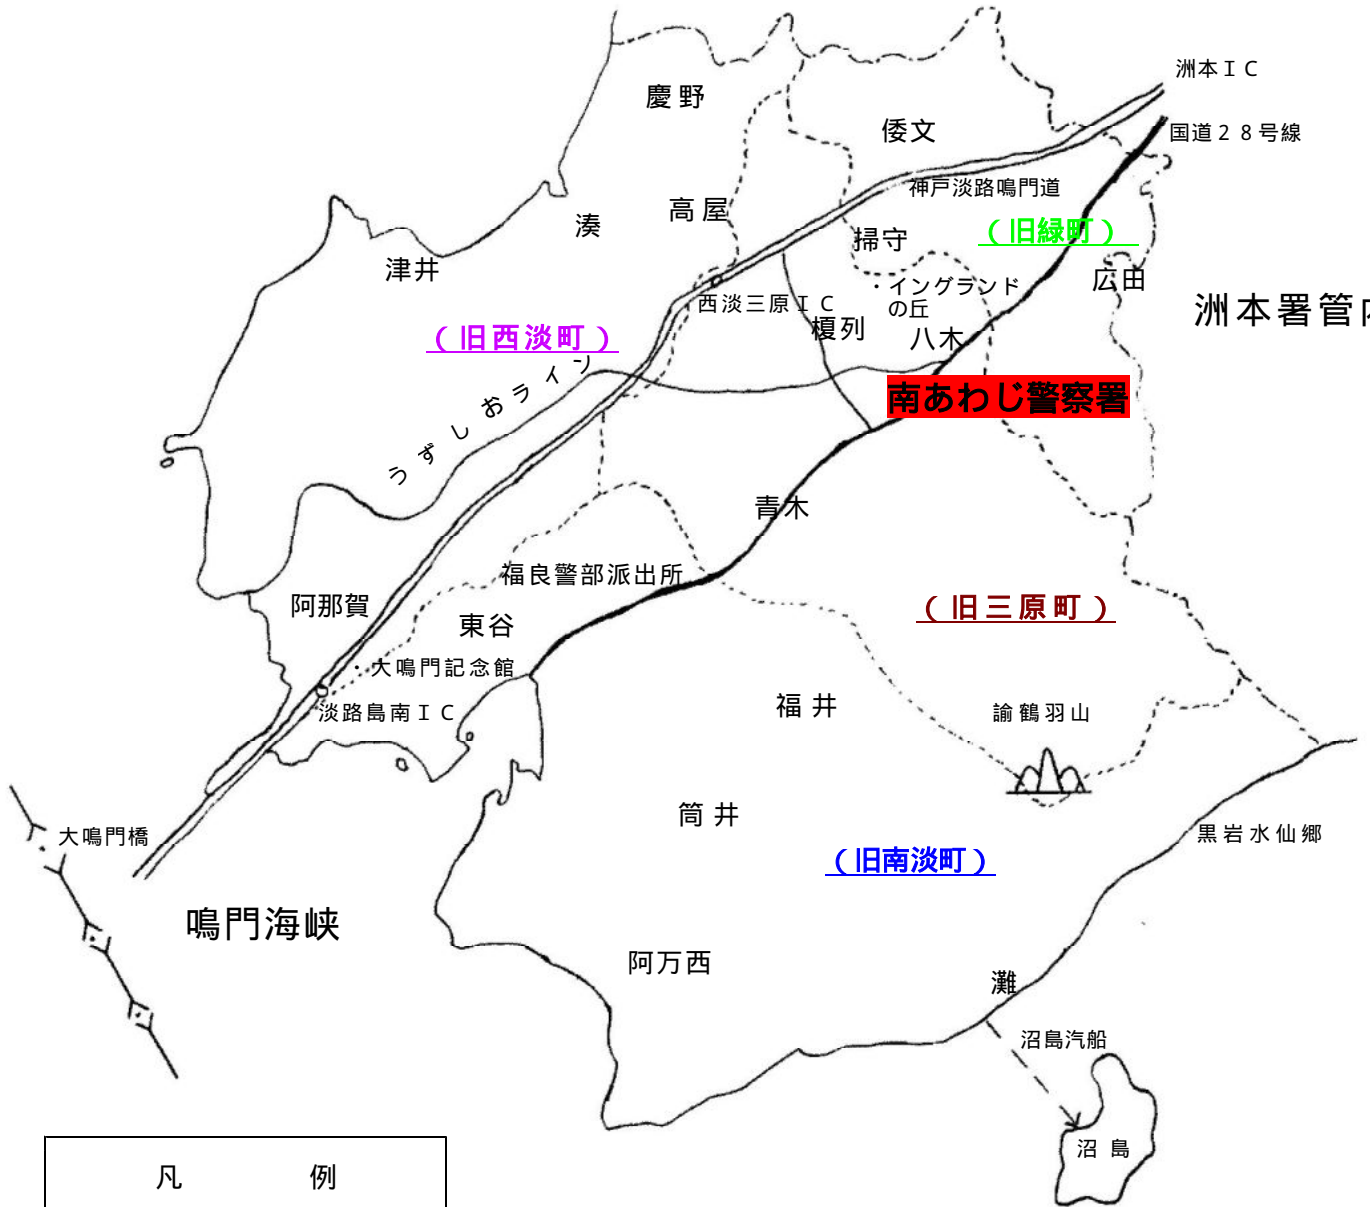 洲本ＩＣ
慶野
国道２８号線
倭文
神戸淡路鳴門道
高屋
湊
掃守
（旧緑町）
津井
広田
・イングランド
の丘
西淡三原ＩＣ
洲本署管内
榎列
八木
（旧西淡町）
南あわじ警察署
うずしおライン
青木
福良警部派出所
阿那賀
（旧三原町）
東谷
・大鳴門記念館
福井
淡路島南ＩＣ
諭鶴羽山
筒井
大鳴門橋
黒岩水仙郷
（旧南淡町）
鳴門海峡
阿万西
灘
沼島汽船
沼島
凡例